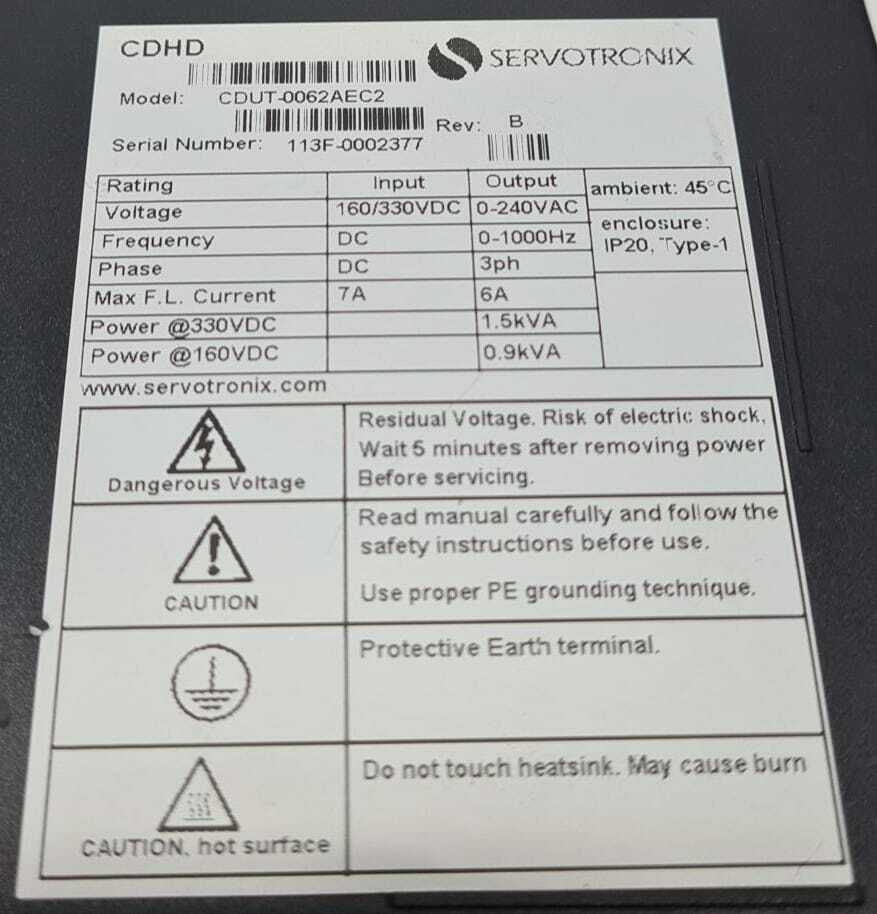 CDHD
SERVOTRONIX
Model: CDUT-0062AEC2
Rev: B
Serial Number: 113F-0002377
Rating Input Output
ambient: 45°C
Voltage 160/330VDC 0-240VAC
enclosure:
IP20, Type-1
Frequency DC 0-1000Hz
Phase DC 3ph
Max F.L. Current 7A 6A
Power @330VDC 1.5kVA
Power @160VDC 0.9kVA
www.servotronix.com
Dangerous Voltage
Residual Voltage. Risk of electric shock.
Wait 5 minutes after removing power
Before servicing.
CAUTION
Read manual carefully and follow the
safety instructions before use.
Use proper PE grounding technique.
Protective Earth terminal.
CAUTION. hot surface
Do not touch heatsink. May cause burn